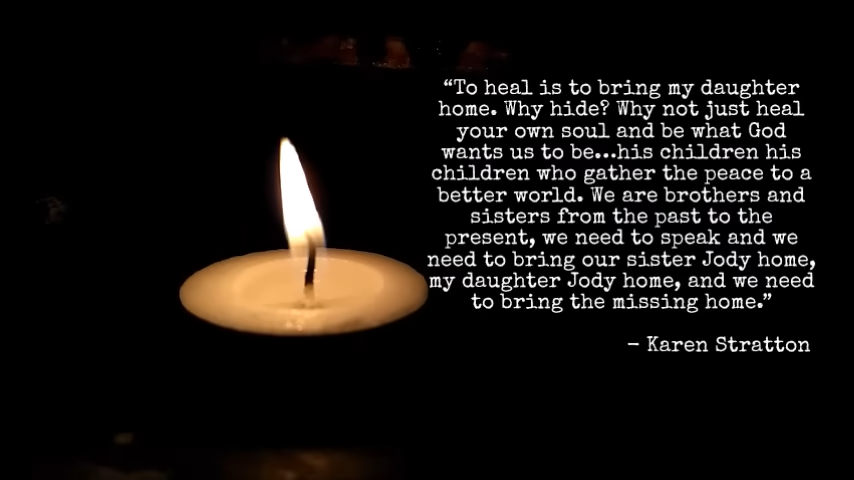 “To heal is to bring my daughter
home. Why hide? Why not just heal
your own soul and be what God
wants us to be...his children his
children who gather the peace to a
better world. We are brothers and
sisters from the past to the
present, we need to speak and we
need to bring our sister Jody home,
my daughter Jody home, and we need
to bring the missing home.”
– Karen Stratton